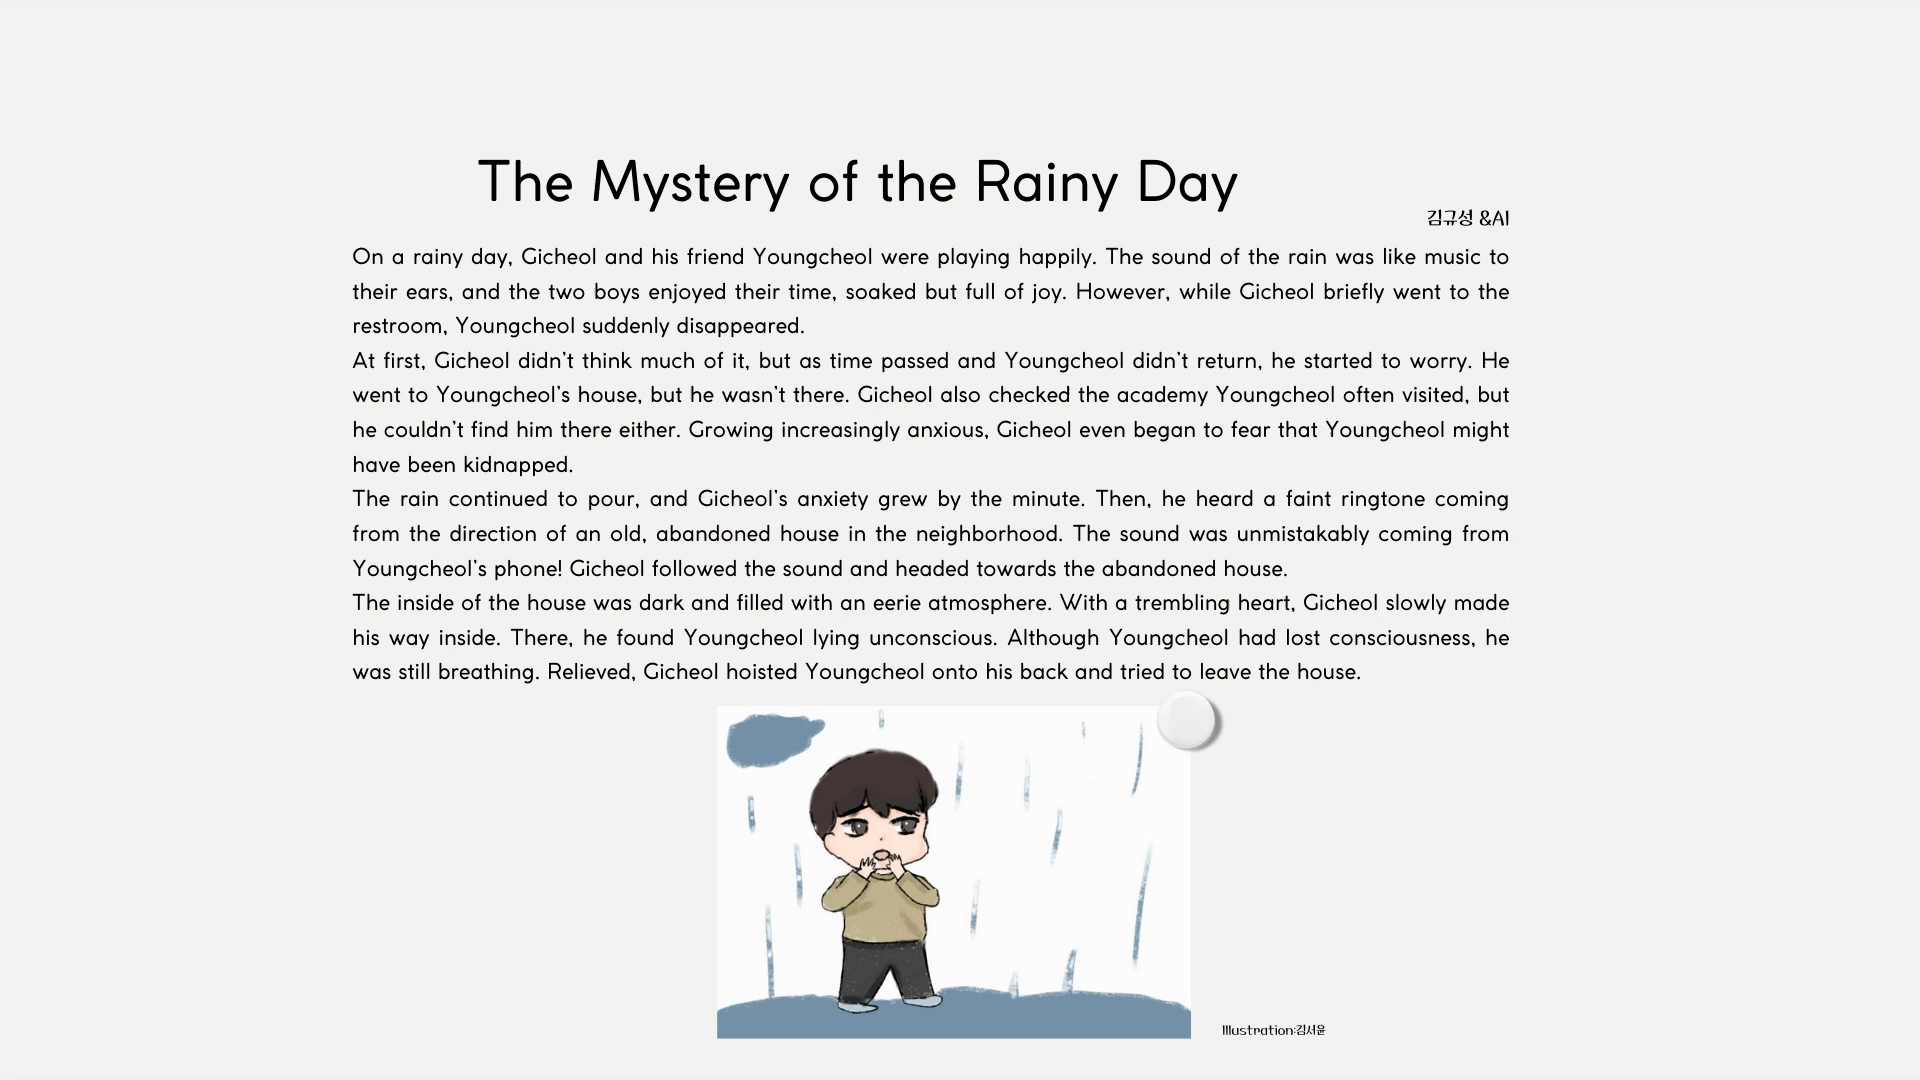 The Mystery of the Rainy Day
김규성 &AI
On a rainy day, Gicheol and his friend Youngcheol were playing happily. The sound of the rain was like music to
their ears, and the two boys enjoyed their time, soaked but full of joy. However, while Gicheol briefly went to the
restroom, Youngcheol suddenly disappeared.
At first, Gicheol didn’t think much of it, but as time passed and Youngcheol didn’t return, he started to worry. He
went to Youngcheol’s house, but he wasn’t there. Gicheol also checked the academy Youngcheol often visited, but
he couldn’t find him there either. Growing increasingly anxious, Gicheol even began to fear that Youngcheol might
have been kidnapped.
The rain continued to pour, and Gicheol’s anxiety grew by the minute. Then, he heard a faint ringtone coming
from the direction of an old, abandoned house in the neighborhood. The sound was unmistakably coming from
Youngcheol’s phone! Gicheol followed the sound and headed towards the abandoned house.
The inside of the house was dark and filled with an eerie atmosphere. With a trembling heart, Gicheol slowly made
his way inside. There, he found Youngcheol lying unconscious. Although Youngcheol had lost consciousness, he
was still breathing. Relieved, Gicheol hoisted Youngcheol onto his back and tried to leave the house.
Illustration:김서윤